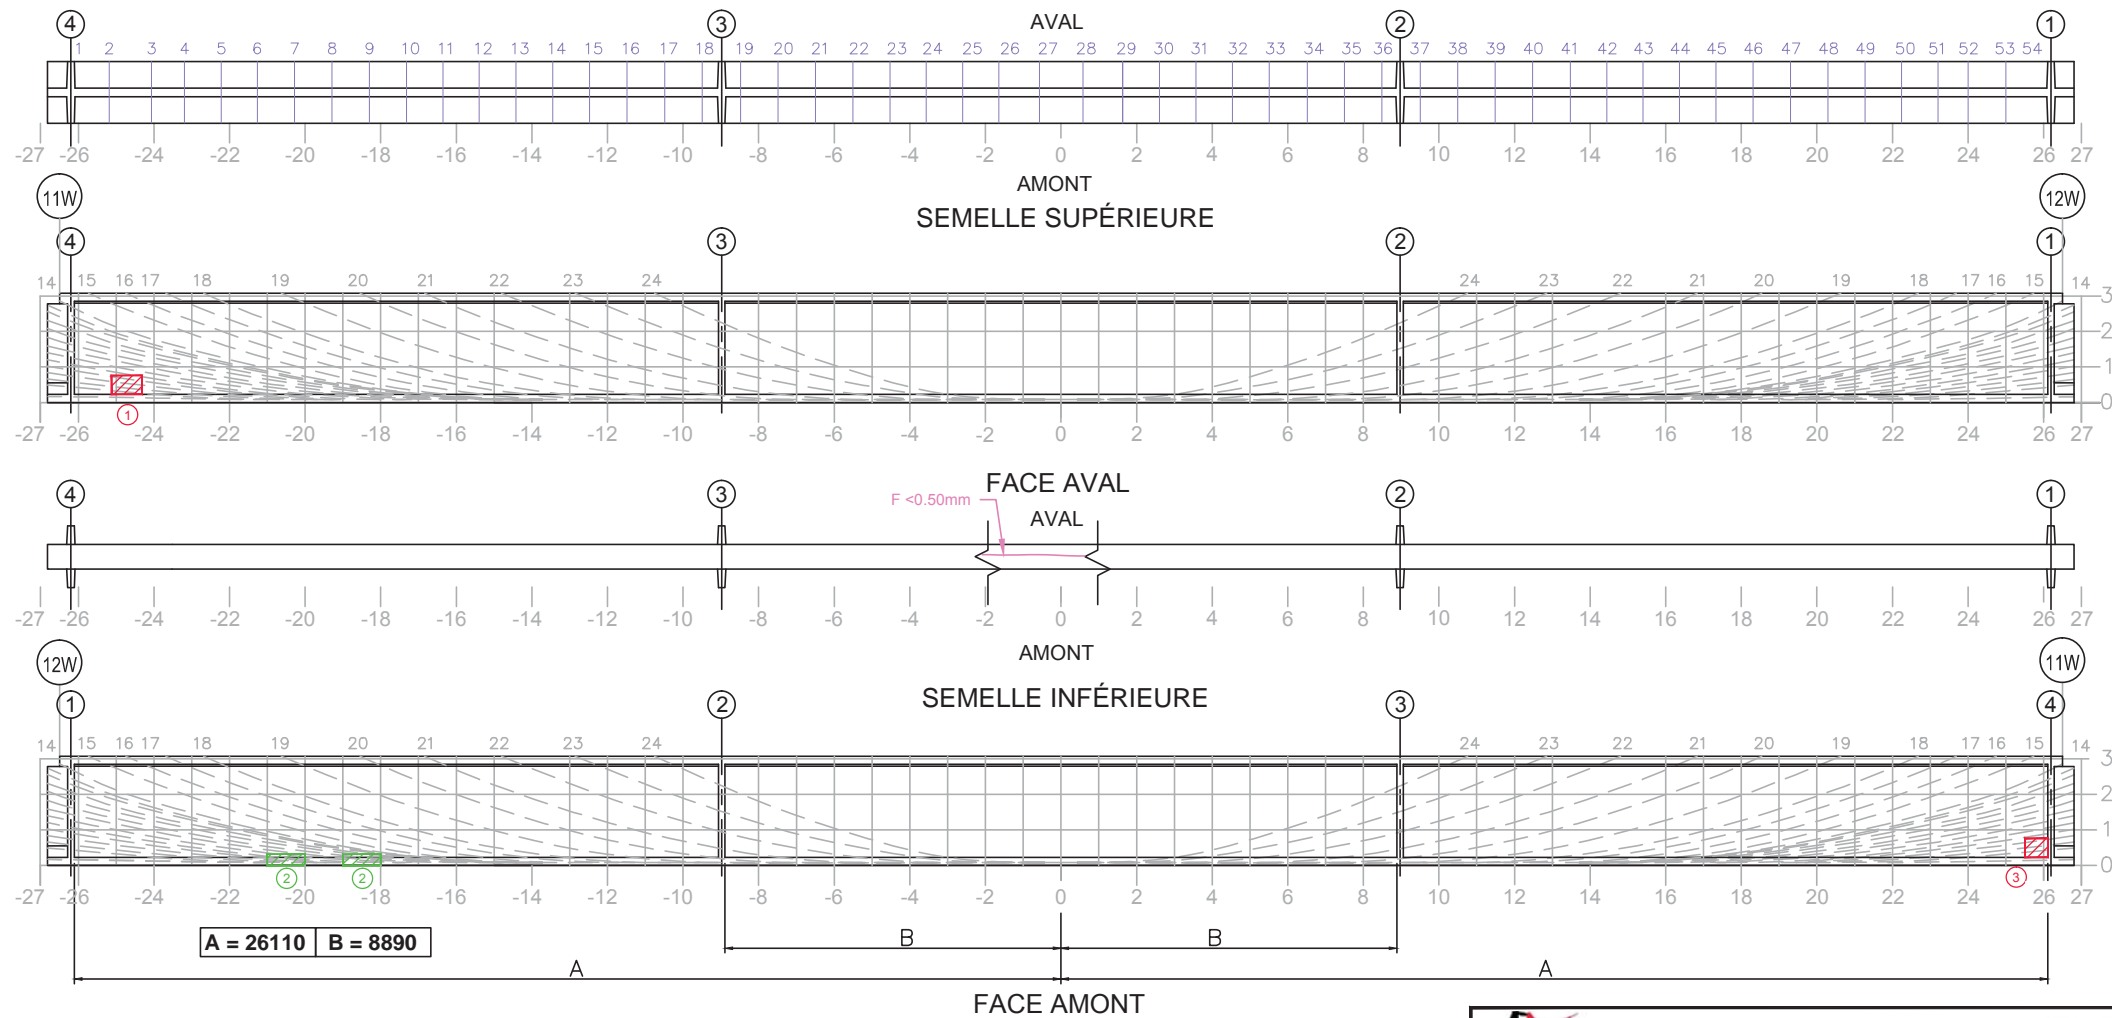 4 3 AVAL 2 1
1 2 3 4 5 6 7 8 9 10 11 12 13 14 15 16 17 18 19 20 21 22 23 24 25 26 27 28 29 30 31 32 33 34 35 36 37 38 39 40 41 42 43 44 45 46 47 48 49 50 51 52 53 54
-27 -26 -24 -22 -20 -18 -16 -12 -10 -8 -6 -4 -2 0 2 4 6 8 10 12 14 16 18 20 22 24 26 27
AMONT
11W 12W
SEMELLE SUPÉRIEURE
4 3 2 1
14 15 16 17 18 19 20 21 22 23 24 24 23 22 21 20 19 18 17 16 15 14
3
2
1
0
1
-27 -26 -24 -22 -20 -18 -16 -12 -10 -8 -6 -4 -2 0 2 4 6 8 10 12 14 16 18 20 22 24 26 27
FACE AVAL
4 3 2 1
F <0.50mm
AVAL
-27 -26 -24 -22 -20 -18 -16 -12 -10 -8 -6 -4 -2 0 2 4 6 8 10 12 14 16 18 20 22 24 26 27
AMONT
12W 11W
SEMELLE INFÉRIEURE
1 2 3 4
14 15 16 17 18 19 20 21 22 23 24 24 23 22 21 20 19 18 17 16 15 14
3
2
1
0
2 2 3
-27 -26 -24 -22 -20 -18 -16 -12 -10 -8 -6 -4 -2 0 2 4 6 8 10 12 14 16 18 20 22 24 26 27
A = 26110 B = 8890
B B
A A
FACE AMONT